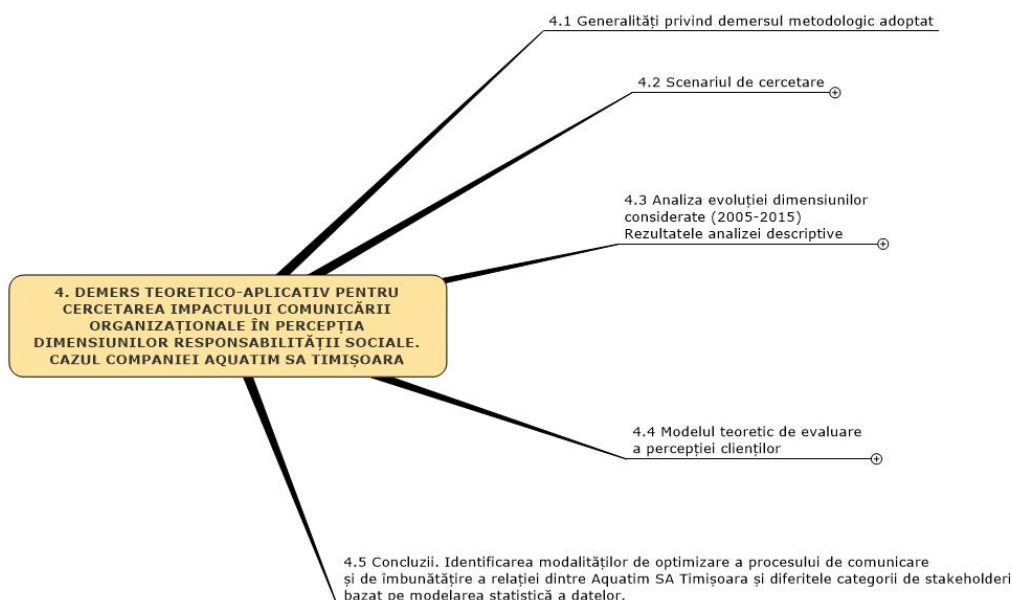 4.1 Generalități privind demersul metodologic adoptat
4.2 Scenariul de cercetare
4.3 Analiza evoluției dimensiunilor
considerate (2005-2015)
Rezultatele analizei descriptive
4. DEMERS TEORETICO-APLICATIV PENTRU
CERCETAREA IMPACTULUI COMUNICĂRII
ORGANIZAȚIONALE ÎN PERCEPȚIA
DIMENSIUNILOR RESPONSABILITĂȚII SOCIALE.
CAZUL COMPANIEI AQUATIM SA TIMIȘOARA
4.4 Modelul teoretic de evaluare
a percepției clienților
4.5 Concluzii. Identificarea modalităților de optimizare a procesului de comunicare
și de îmbunătățire a relației dintre Aquatim SA Timișoara și diferitele categorii de stakeholderi
bazat pe modelarea statistică a datelor.